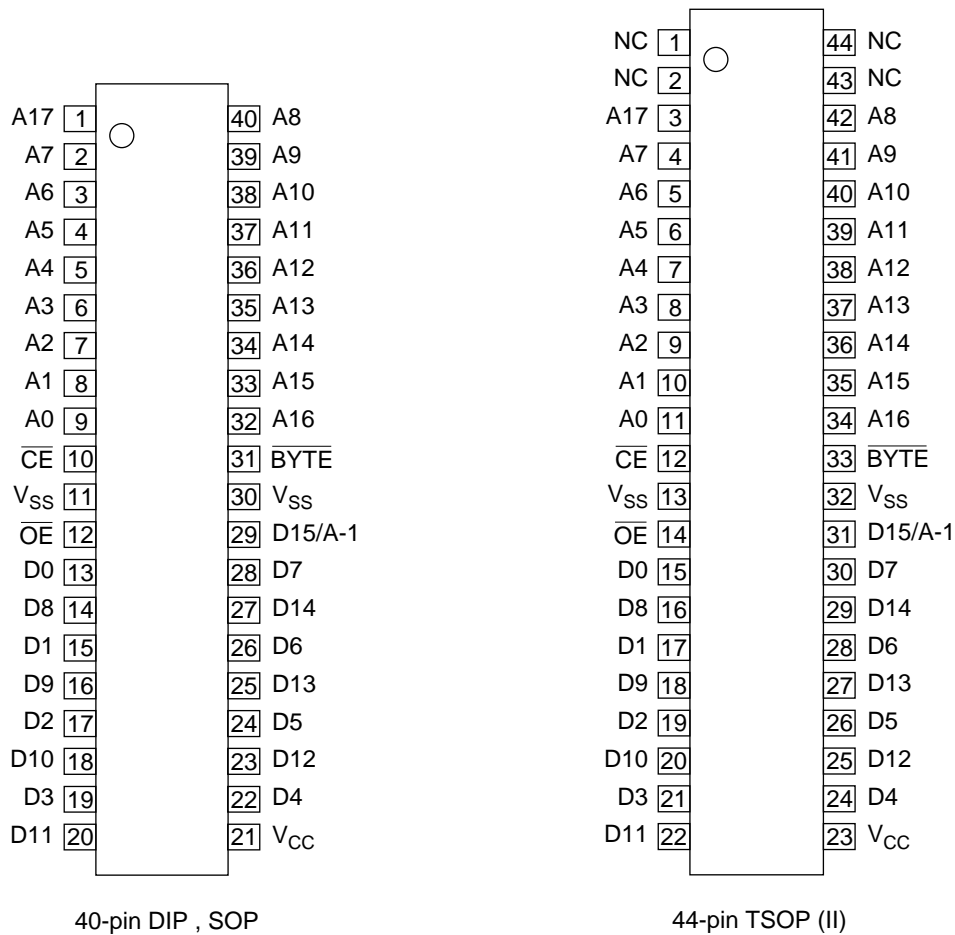 A17 1 40 A8
A7 2 39 A9
A6 3 38 A10
A5 4 37 A11
A4 5 36 A12
A3 6 35 A13
A2 7 34 A14
A1 8 33 A15
A0 9 32 A16
C̅E̅ 10 31 B̅Y̅T̅E̅
VSS 11 30 VSS
O̅E̅ 12 29 D15/A-1
D0 13 28 D7
D8 14 27 D14
D1 15 26 D6
D9 16 25 D13
D2 17 24 D5
D10 18 23 D12
D3 19 22 D4
D11 20 21 VCC
40-pin DIP , SOP
NC 1 44 NC
NC 2 43 NC
A17 3 42 A8
A7 4 41 A9
A6 5 40 A10
A5 6 39 A11
A4 7 38 A12
A3 8 37 A13
A2 9 36 A14
A1 10 35 A15
A0 11 34 A16
C̅E̅ 12 33 B̅Y̅T̅E̅
VSS 13 32 VSS
O̅E̅ 14 31 D15/A-1
D0 15 30 D7
D8 16 29 D14
D1 17 28 D6
D9 18 27 D13
D2 19 26 D5
D10 20 25 D12
D3 21 24 D4
D11 22 23 VCC
44-pin TSOP (II)